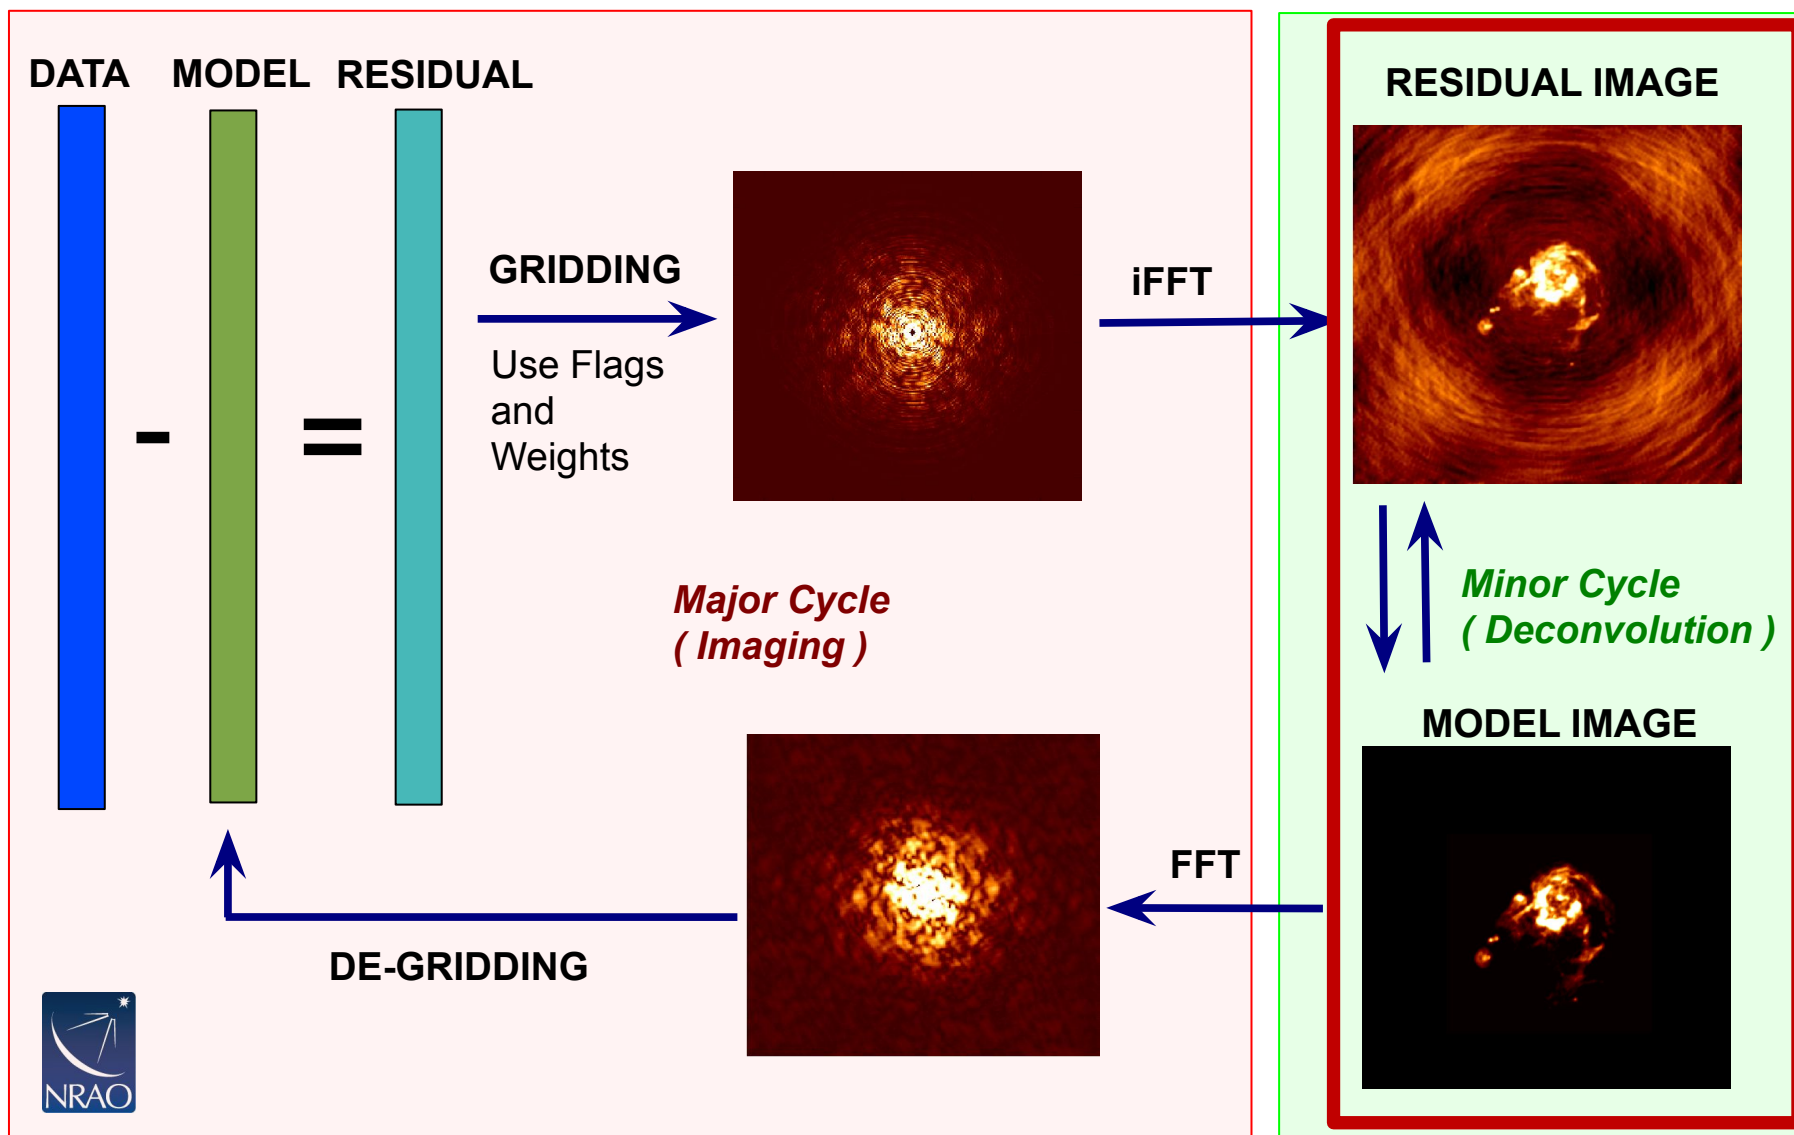 DATA MODEL RESIDUAL
-
=
GRIDDING
Use Flags
and
Weights
iFFT
RESIDUAL IMAGE
Major Cycle
( Imaging )
Minor Cycle
( Deconvolution )
MODEL IMAGE
FFT
DE-GRIDDING
NRAO